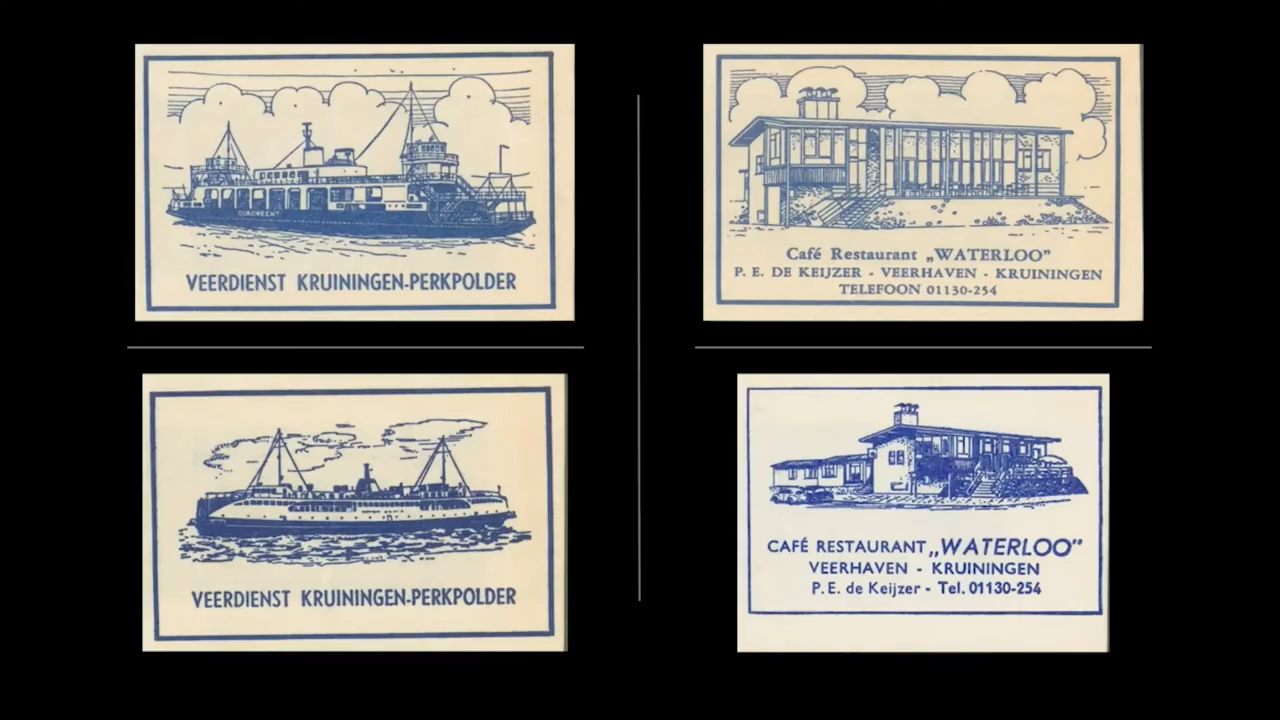 VEERDIENST KRUININGEN-PERKPOLDER
Café Restaurant „WATERLOO”
P. E. DE KEIJZER - VEERHAVEN - KRUININGEN
TELEFOON 01130-254
VEERDIENST KRUININGEN-PERKPOLDER
CAFÉ RESTAURANT „WATERLOO”
VEERHAVEN - KRUININGEN
P. E. de Keijzer - Tel. 01130-254